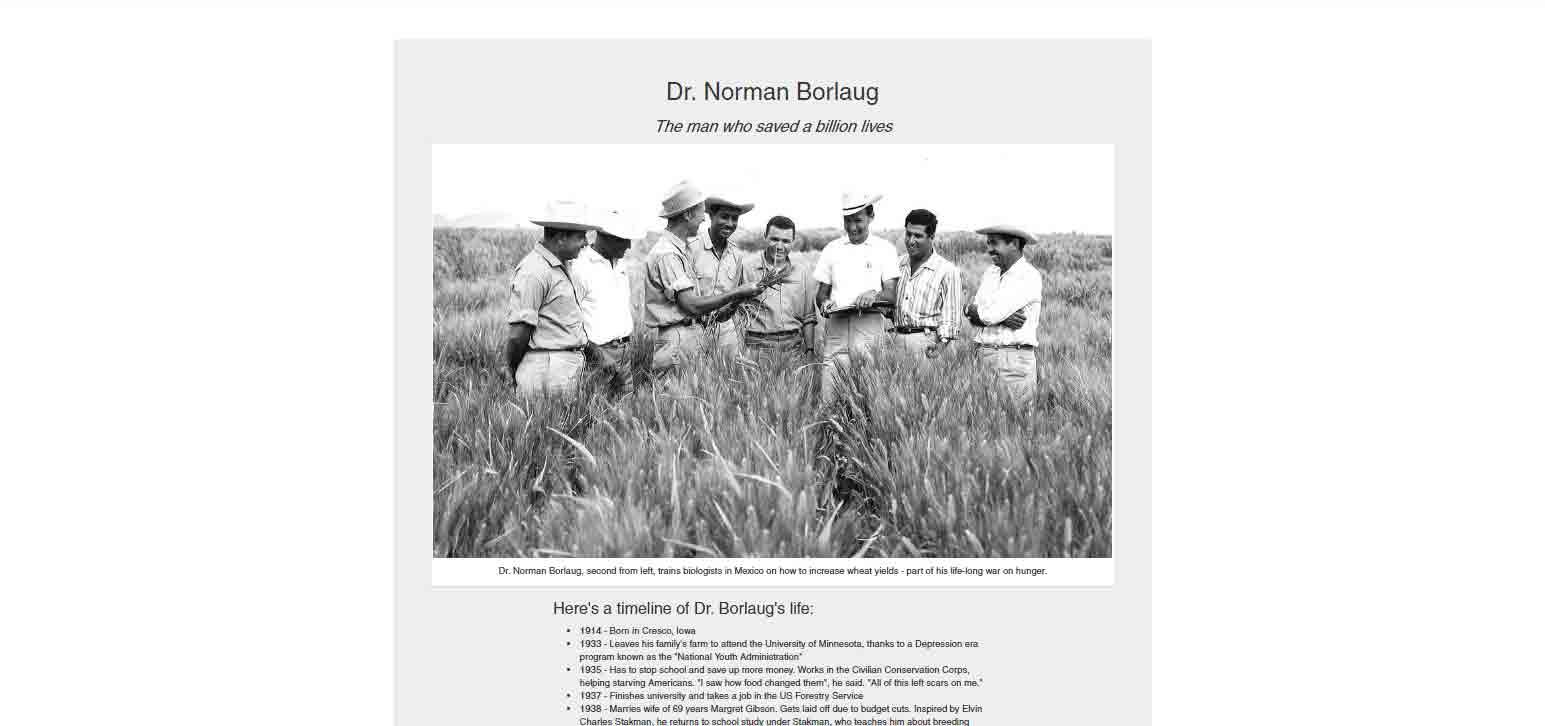 Dr. Norman Borlaug
The man who saved a billion lives
Dr. Norman Borlaug, second from left, trains biologists in Mexico on how to increase wheat yields - part of his life-long war on hunger.
Here's a timeline of Dr. Borlaug's life:
• 1914 - Born in Cresco, Iowa
• 1933 - Leaves his family's farm to attend the University of Minnesota, thanks to a Depression era
program known as the "National Youth Administration"
• 1935 - Has to stop school and save up more money. Works in the Civilian Conservation Corps,
helping starving Americans. "I saw how food changed them", he said. "All of this left scars on me."
• 1937 - Finishes university and takes a job in the US Forestry Service
• 1938 - Marries wife of 69 years Margret Gibson. Gets laid off due to budget cuts. Inspired by Elvin
Charles Stakman, he returns to school study under Stakman, who teaches him about breeding